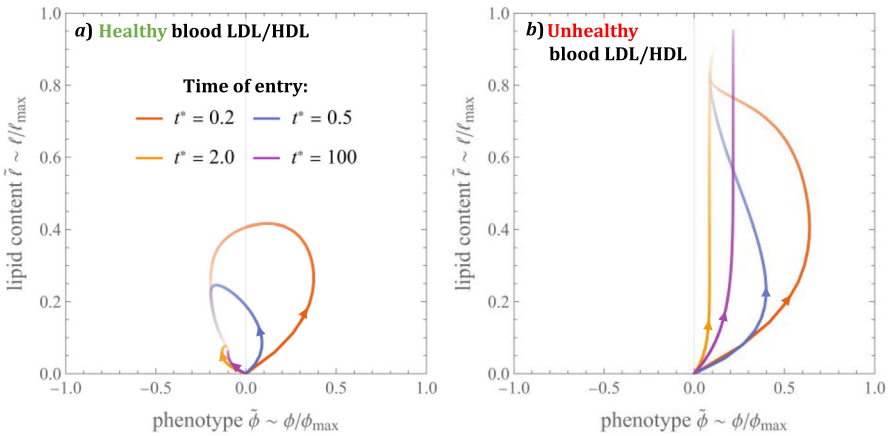 a) Healthy blood LDL/HDL
Time of entry:
t* = 0.2
t* = 0.5
t* = 2.0
t* = 100
lipid content ℓ̃ ~ ℓ/ℓmax
1.0
0.8
0.6
0.4
0.2
0.0
−1.0
−0.5
0.0
0.5
1.0
phenotype ϕ̃ ~ ϕ/ϕmax
b) Unhealthy
blood LDL/HDL
lipid content ℓ̃ ~ ℓ/ℓmax
1.0
0.8
0.6
0.4
0.2
0.0
−1.0
−0.5
0.0
0.5
1.0
phenotype ϕ̃ ~ ϕ/ϕmax